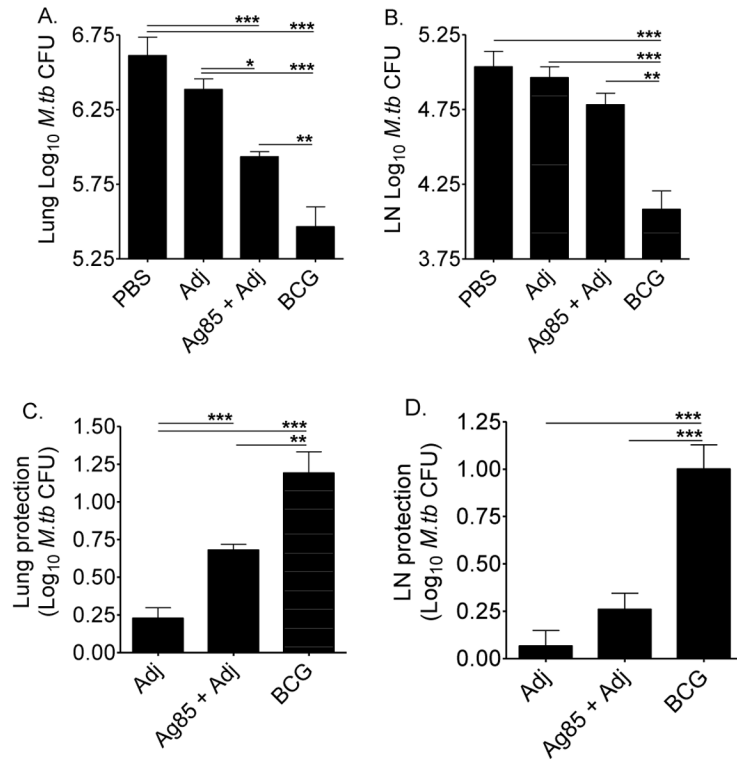 A.
Lung Log10 M.tb CFU
6.75
6.25
5.75
5.25
***
***
*
***
**
PBS
Adj
Ag85 + Adj
BCG
B.
LN Log10 M.tb CFU
5.25
4.75
4.25
3.75
***
***
**
PBS
Adj
Ag85 + Adj
BCG
C.
Lung protection
(Log10 M.tb CFU)
1.50
1.25
1.00
0.75
0.50
0.25
0.00
***
***
**
Adj
Ag85 + Adj
BCG
D.
LN protection
(Log10 M.tb CFU)
1.25
1.00
0.50
0.25
0.00
***
***
Adj
Ag85 + Adj
BCG